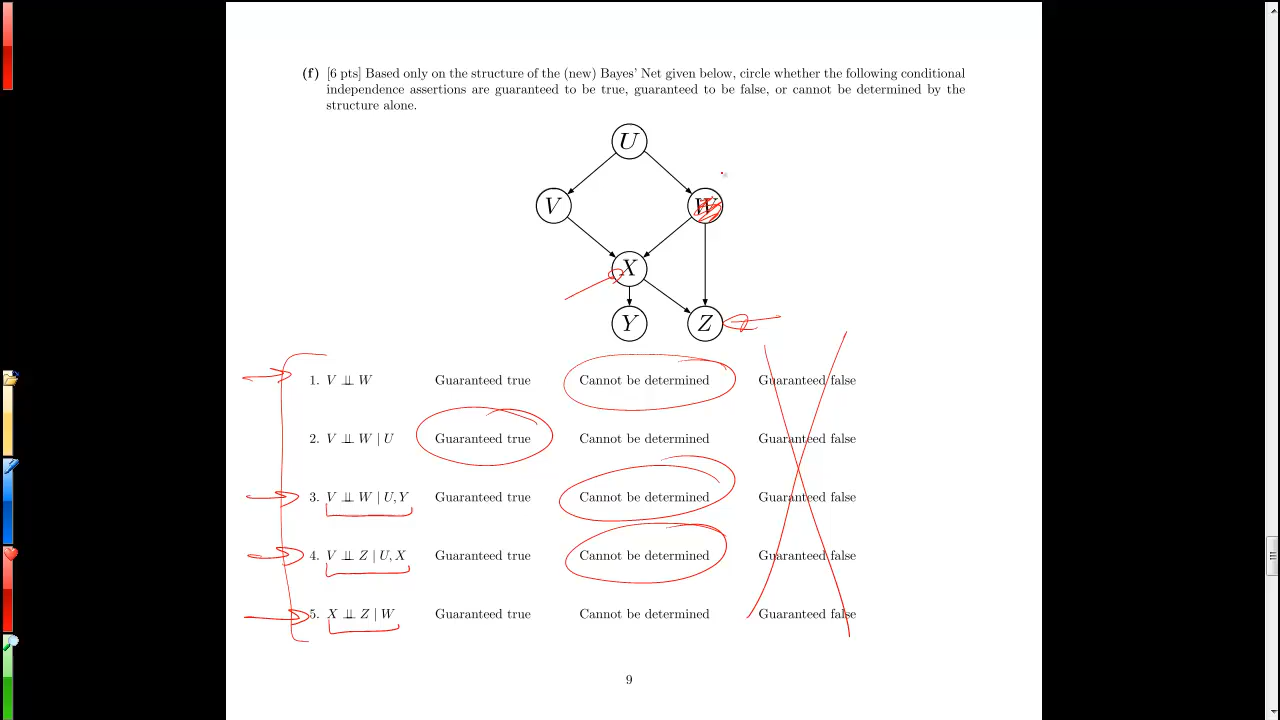 (f) [6 pts] Based only on the structure of the (new) Bayes' Net given below, circle whether the following conditional
independence assertions are guaranteed to be true, guaranteed to be false, or cannot be determined by the
structure alone.
U
V W
X
Y Z
1. V ⫫ W Guaranteed true Cannot be determined Guaranteed false
2. V ⫫ W | U Guaranteed true Cannot be determined Guaranteed false
3. V ⫫ W | U, Y Guaranteed true Cannot be determined Guaranteed false
4. V ⫫ Z | U, X Guaranteed true Cannot be determined Guaranteed false
5. X ⫫ Z | W Guaranteed true Cannot be determined Guaranteed false
9